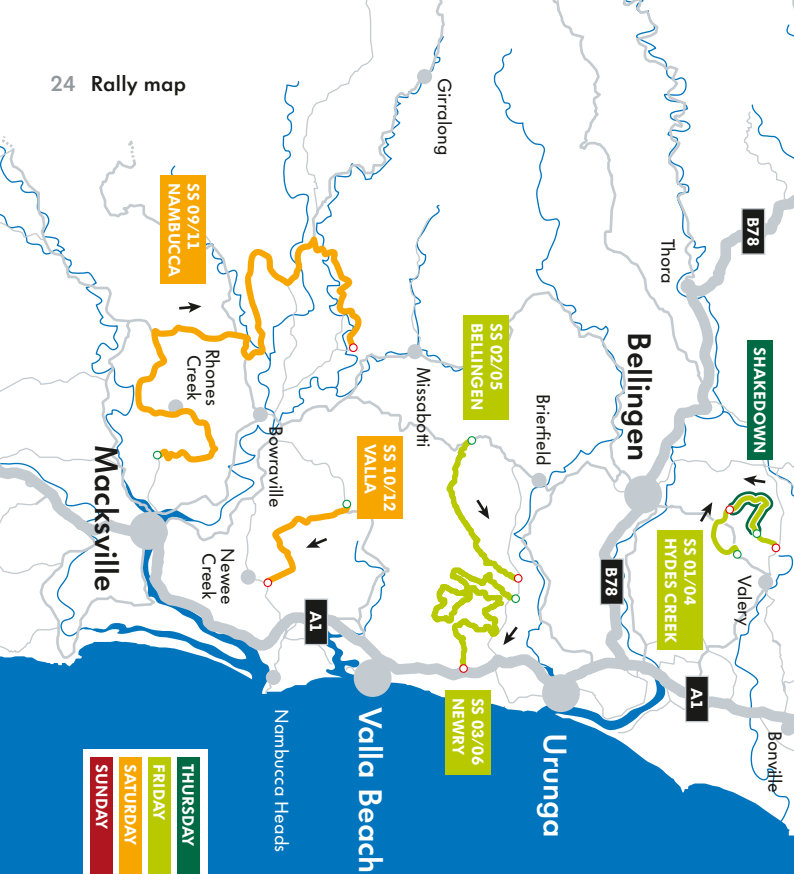 24 Rally map
Girralong
B78
Thora
SS 09/11
NAMBUCCA
SHAKEDOWN
SS 02/05
BELLINGEN
Bellingen
Rhones
Creek
Missabotti
Brierfield
Bowraville
SS 10/12
VALLA
Macksville
SS 01/04
HYDES CREEK
Newee
Creek
B78
Valery
A1
A1
SS 03/06
NEWRY
Nambucca Heads
Valla Beach
Urunga
Bonville
THURSDAY
FRIDAY
SATURDAY
SUNDAY